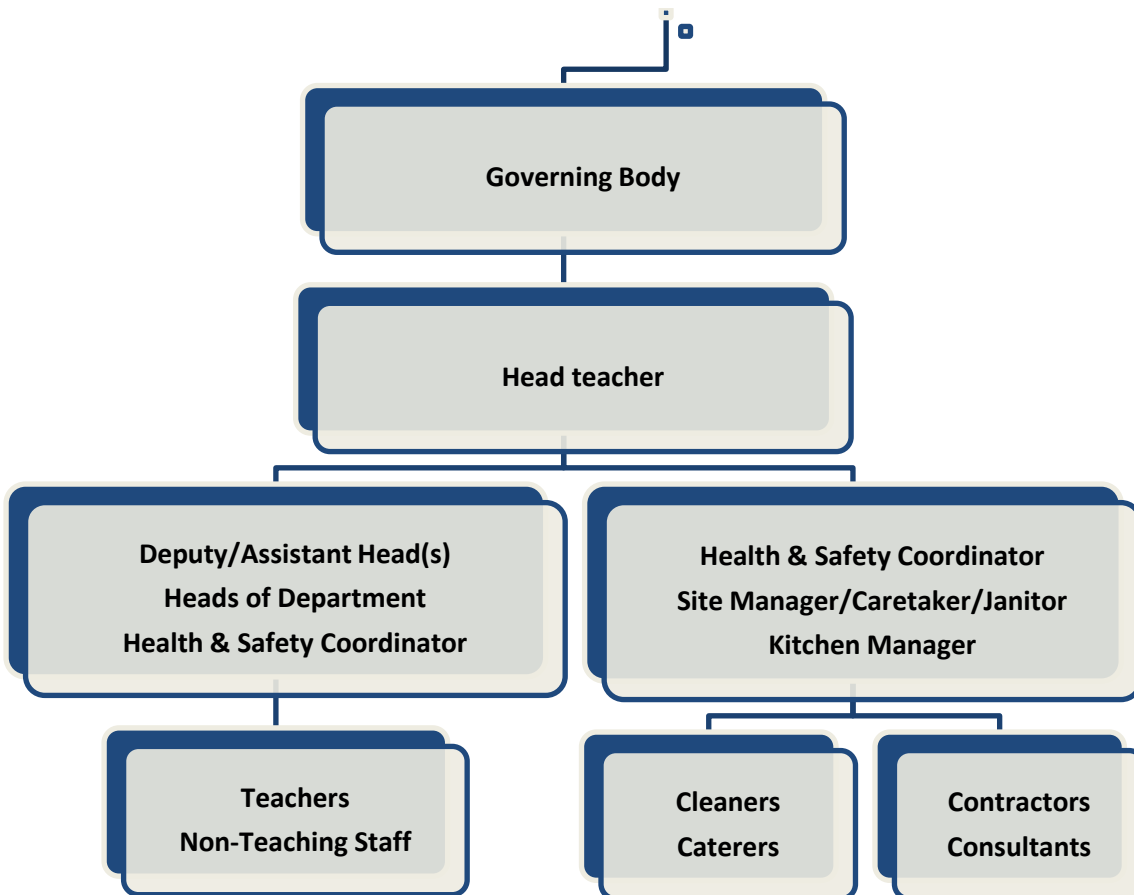 Governing Body
Head teacher
Deputy/Assistant Head(s)
Heads of Department
Health & Safety Coordinator
Health & Safety Coordinator
Site Manager/Caretaker/Janitor
Kitchen Manager
Teachers
Non-Teaching Staff
Cleaners
Caterers
Contractors
Consultants